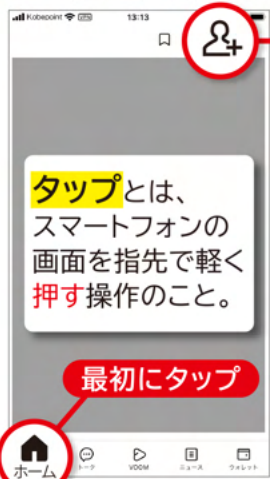 Kobepoint VPN 13:13
タップとは、
スマートフォンの
画面を指先で軽く
押す操作のこと。
最初にタップ
ホーム トーク VOOM ニュース ウォレット